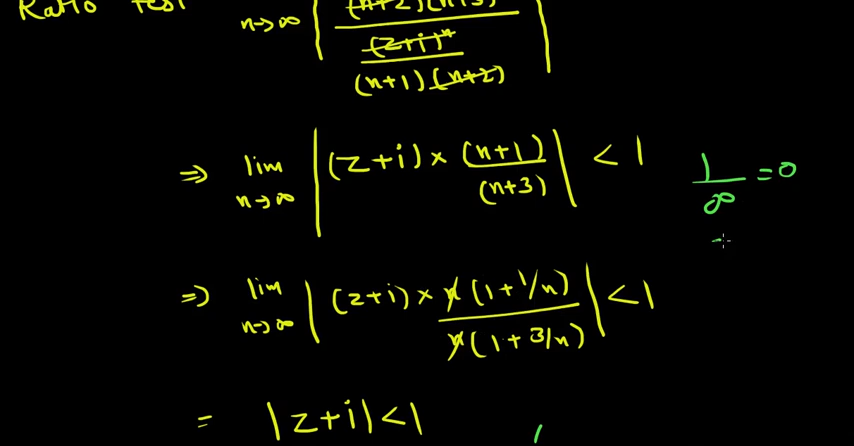 Ratio Test
lim n→∞ | (n+2)(n+3)
(z+i)^n
(n+1)(n+2) |
⇒ lim n→∞ | (z+i) × (n+1)/(n+3) | < 1
1/∞ = 0
⇒ lim n→∞ | (z+i) × n(1+1/n)/n(1+3/n) | < 1
= |z+i| < 1